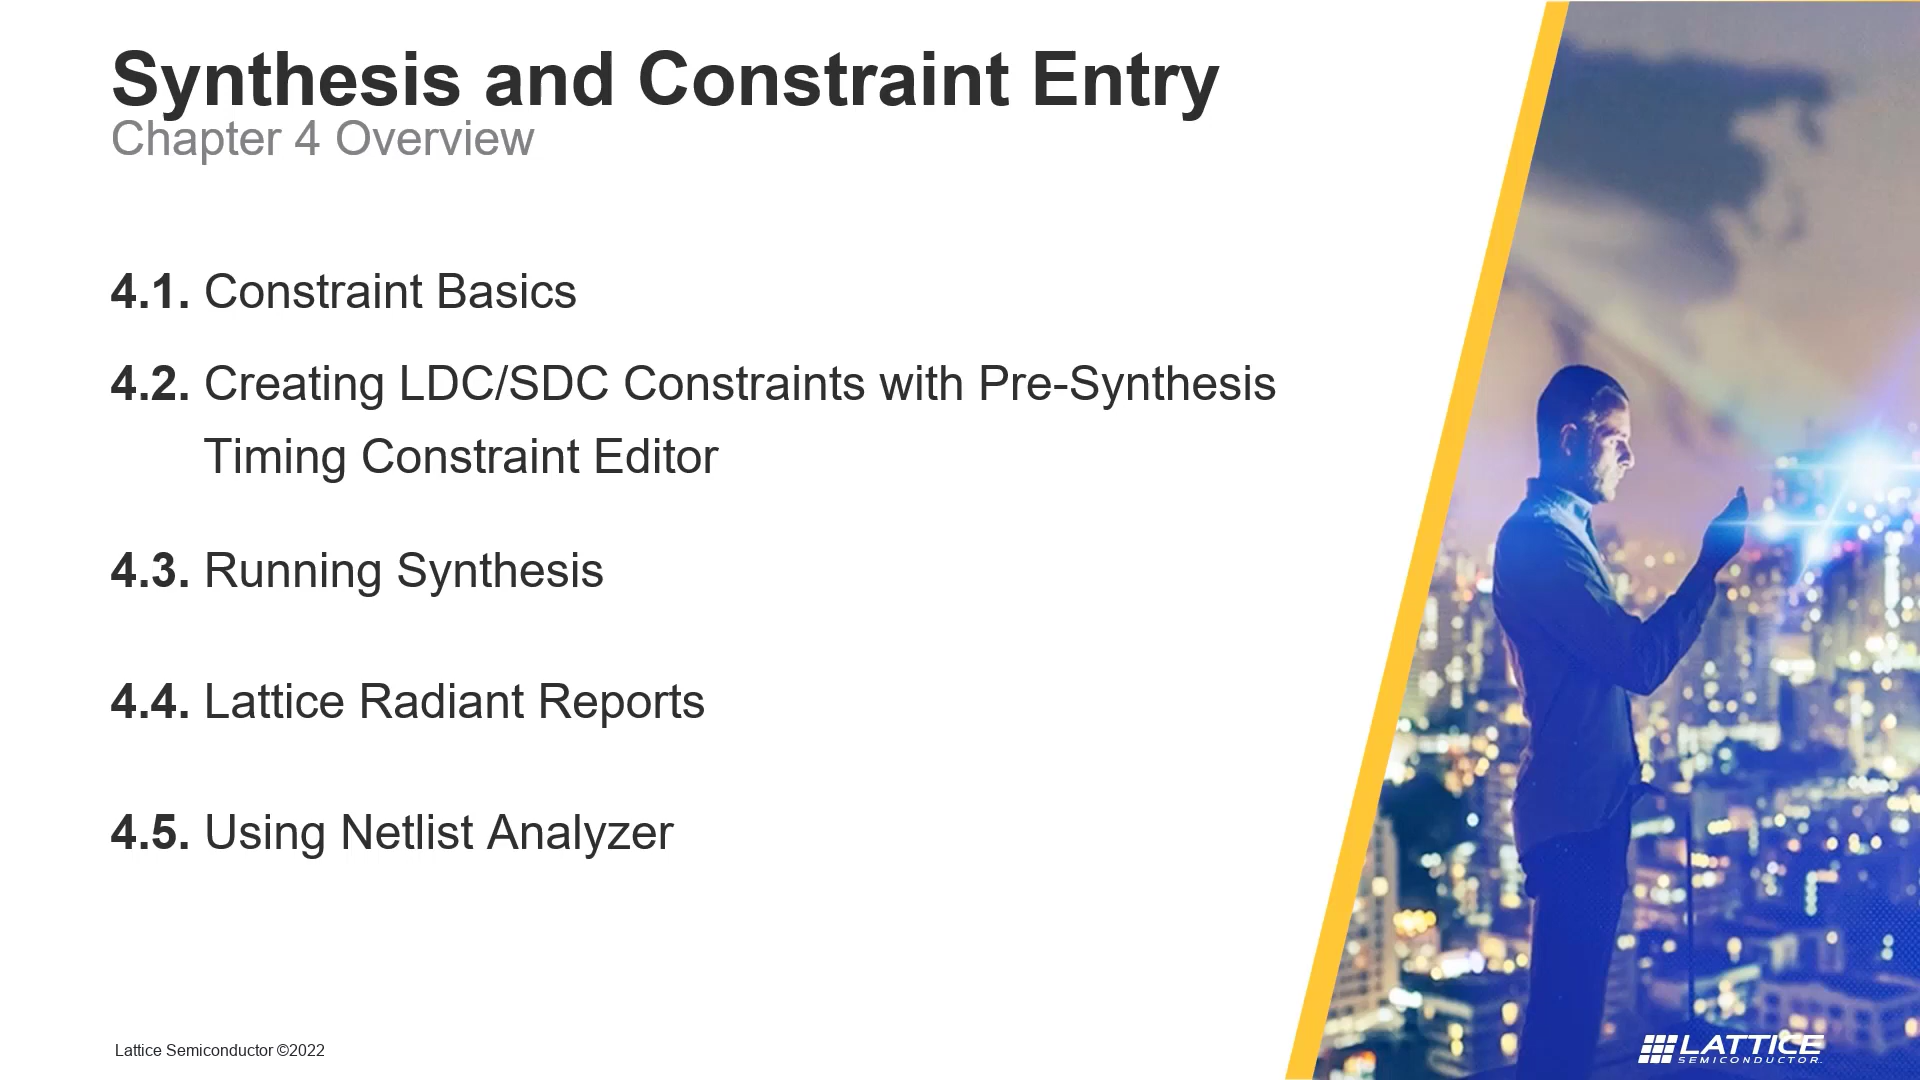 Synthesis and Constraint Entry
Chapter 4 Overview
4.1. Constraint Basics
4.2. Creating LDC/SDC Constraints with Pre-Synthesis
Timing Constraint Editor
4.3. Running Synthesis
4.4. Lattice Radiant Reports
4.5. Using Netlist Analyzer
Lattice Semiconductor ©2022
LATTICE
SEMICONDUCTOR